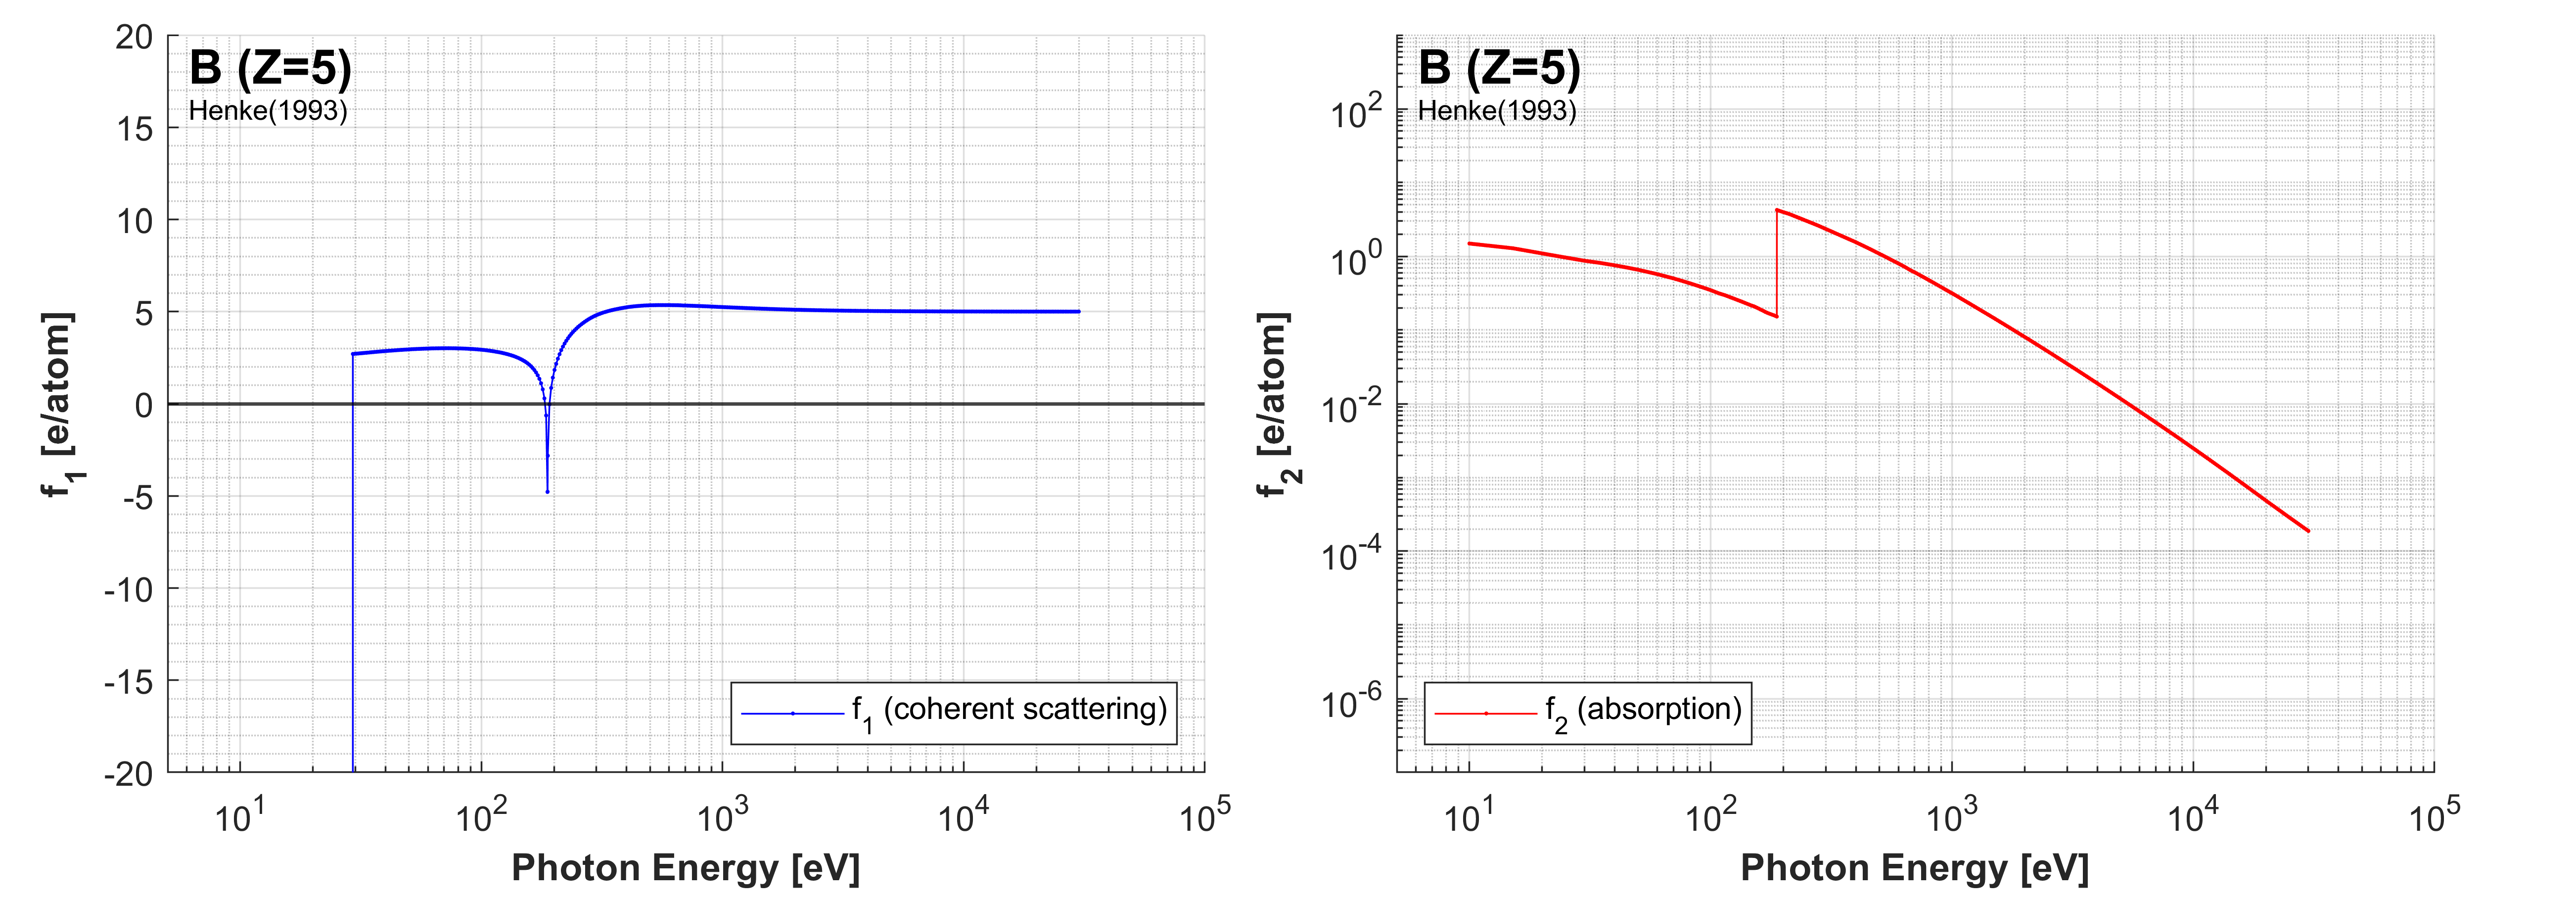 B (Z=5)
Henke(1993)
20
15
10
5
0
-5
-10
-15
-20
f1 [e/atom]
f1 (coherent scattering)
10^1
10^2
10^3
10^4
10^5
Photon Energy [eV]
B (Z=5)
Henke(1993)
10^2
10^0
10^-2
10^-4
10^-6
f2 [e/atom]
f2 (absorption)
10^1
10^2
10^3
10^4
10^5
Photon Energy [eV]